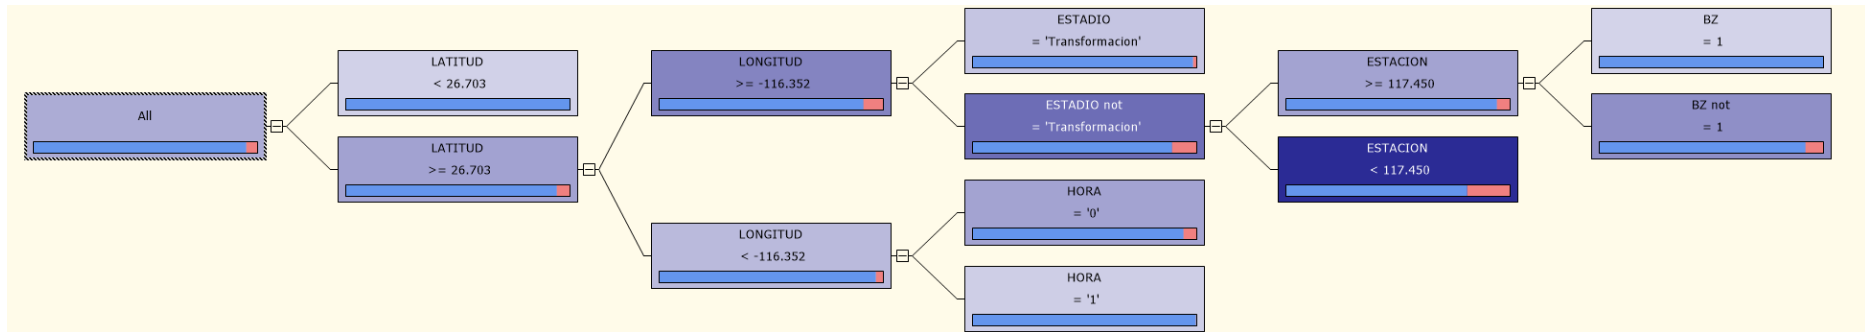 All
LATITUD
< 26.703
LATITUD
>= 26.703
LONGITUD
>= -116.352
LONGITUD
< -116.352
ESTADIO
= 'Transformacion'
ESTADIO not
= 'Transformacion'
HORA
= '0'
HORA
= '1'
ESTACION
>= 117.450
ESTACION
< 117.450
BZ
= 1
BZ not
= 1